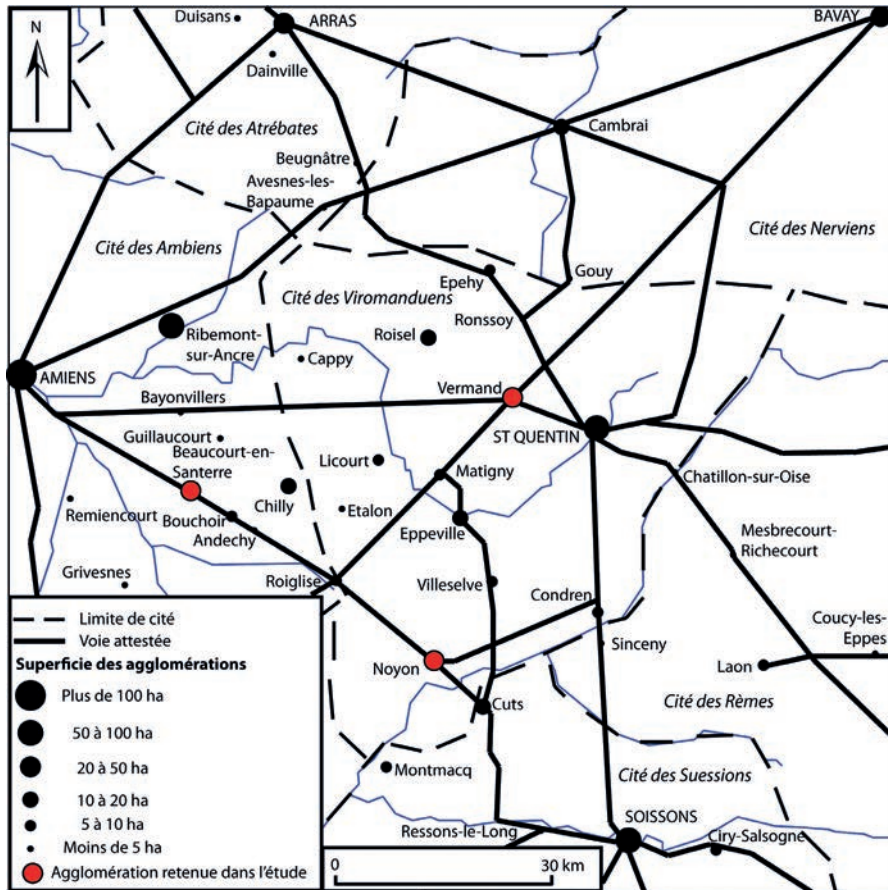 Duisans
ARRAS
BAVAY
N
Dainville
Cité des Atrébates
Cambrai
Beugnâtre
Avesnes-les-
Bapaume
Cité des Ambiens
Cité des Nerviens
Epehy
Gouy
Cité des Viromanduens
Ronssoy
Ribemont-
sur-Ancre
Roisel
Cappy
AMIENS
Vermand
Bayonvillers
ST QUENTIN
Guillaucourt
Beaucourt-en-
Santerre
Licourt
Matigny
Chatillon-sur-Oise
Remiencourt
Chilly
Etalon
Bouchoir
Andechy
Eppeville
Mesbrecourt-
Richecourt
Grivesnes
Roiglise
Villeselve
Condren
Coucy-les-
Eppes
Sinceny
Laon
Noyon
Cuts
Cité des Rèmes
Montmacq
Cité des Suessions
Ressons-le-Long
SOISSONS
Ciry-Salsogne
Limite de cité
Voie attestée
Superficie des agglomérations
Plus de 100 ha
50 à 100 ha
20 à 50 ha
10 à 20 ha
5 à 10 ha
Moins de 5 ha
Agglomération retenue dans l'étude
0 30 km